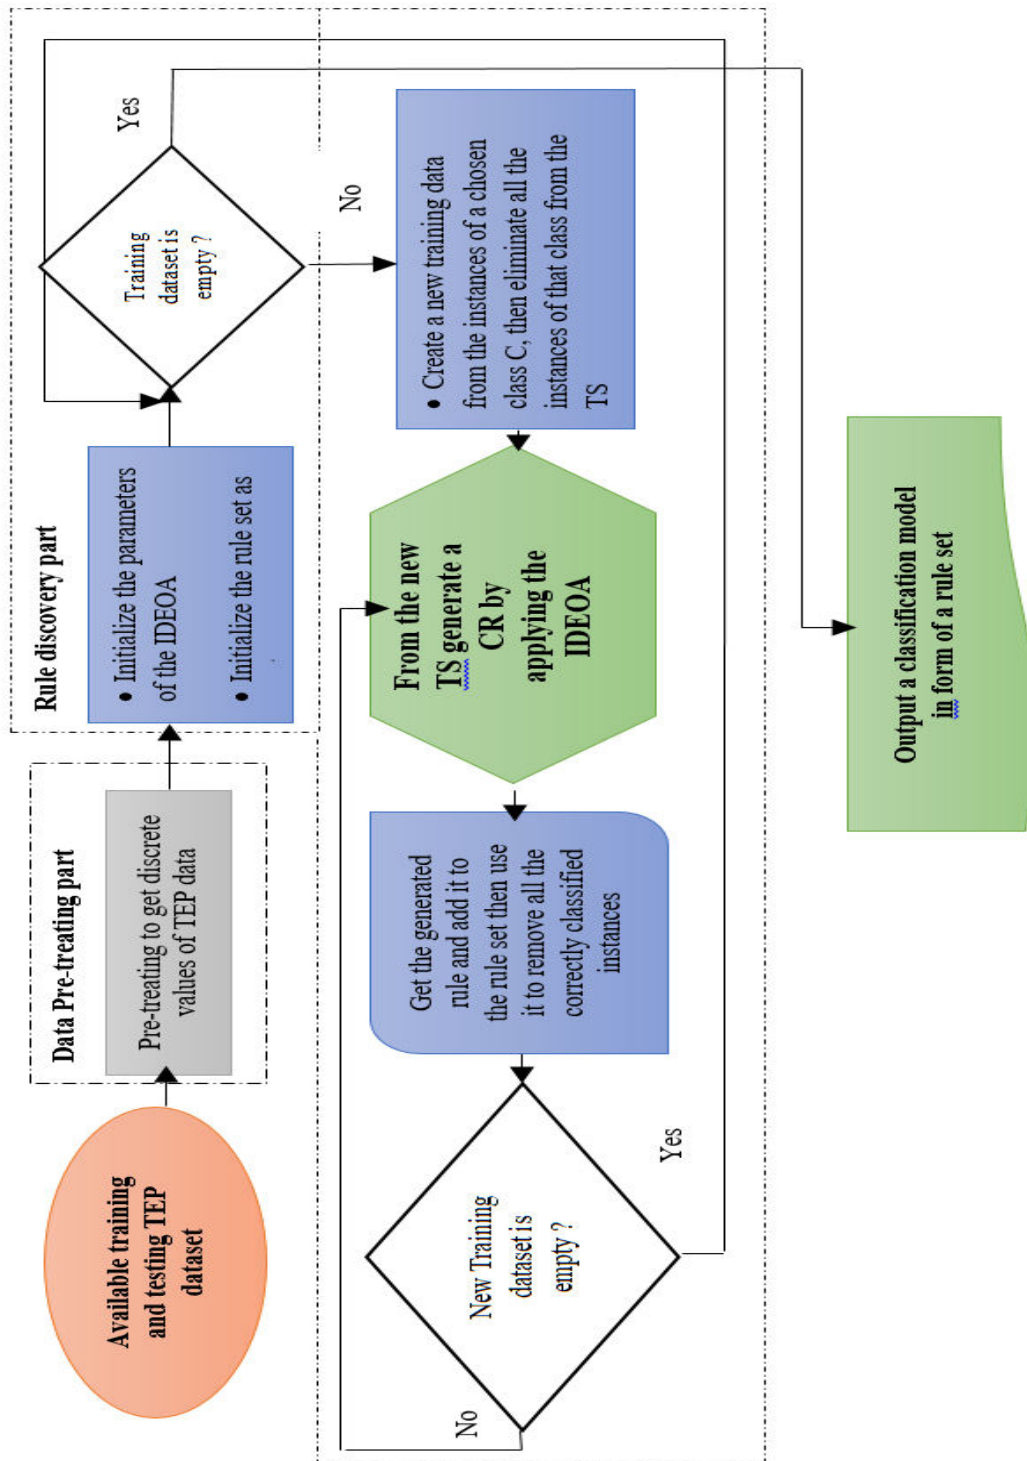 Available training
and testing TEP
dataset
Data Pre-treating part
Pre-treating to get discrete
values of TEP data
Rule discovery part
• Initialize the parameters
of the IDEOA
• Initialize the rule set as
Training
dataset is
empty ?
Yes
No
• Create a new training data
from the instances of a chosen
class C, then eliminate all the
instances of that class from the
TS
From the new
TS generate a
CR by
applying the
IDEOA
Get the generated
rule and add it to
the rule set then use
it to remove all the
correctly classified
instances
New Training
dataset is
empty ?
No
Yes
Output a classification model
in form of a rule set